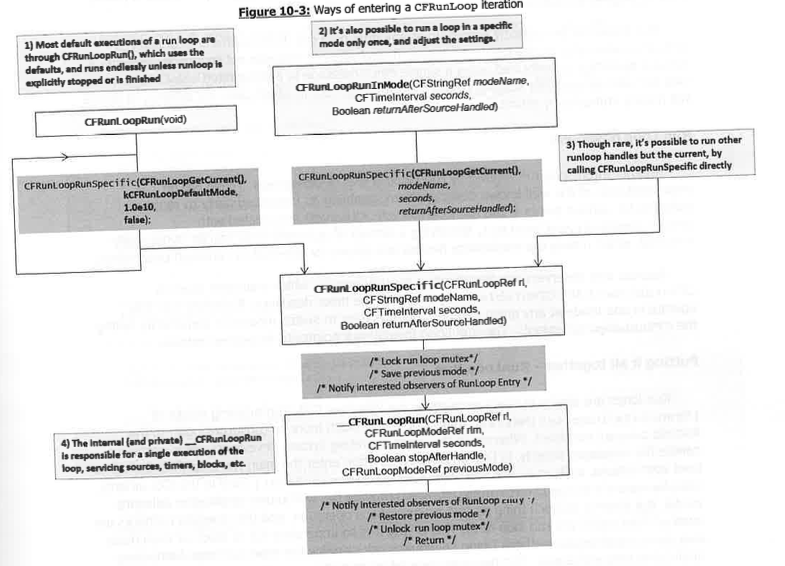 Figure 10-3: Ways of entering a CFRunLoop iteration
1) Most default executions of a run loop are
through CFRunLoopRun(), which uses the
defaults, and runs endlessly unless runloop is
explicitly stopped or is finished
2) It's also possible to run a loop in a specific
mode only once, and adjust the settings.
CFRunLoopRun(void)
CFRunLoopRunInMode(CFStringRef modeName,
CFTimeInterval seconds,
Boolean returnAfterSourceHandled)
3) Though rare, it's possible to run other
runloop handles but the current, by
calling CFRunLoopRunSpecific directly
CFRunLoopRunSpecific(CFRunLoopGetCurrent(),
kCFRunLoopDefaultMode,
1.0e10,
false);
CFRunLoopRunSpecific(CFRunLoopGetCurrent(),
modeName,
seconds,
returnAfterSourceHandled);
CFRunLoopRunSpecific(CFRunLoopRef rl,
CFStringRef modeName,
CFTimeInterval seconds,
Boolean returnAfterSourceHandled)
/* Lock run loop mutex*/
/* Save previous mode */
/* Notify interested observers of RunLoop Entry */
4) The internal (and private) __CFRunLoopRun
is responsible for a single execution of the
loop, servicing sources, timers, blocks, etc.
__CFRunLoopRun(CFRunLoopRef rl,
CFRunLoopModeRef rlm,
CFTimeInterval seconds,
Boolean stopAfterHandle,
CFRunLoopModeRef previousMode)
/* Notify interested observers of RunLoop */
/* Restore previous mode */
/* Unlock run loop mutex*/
/* Return */